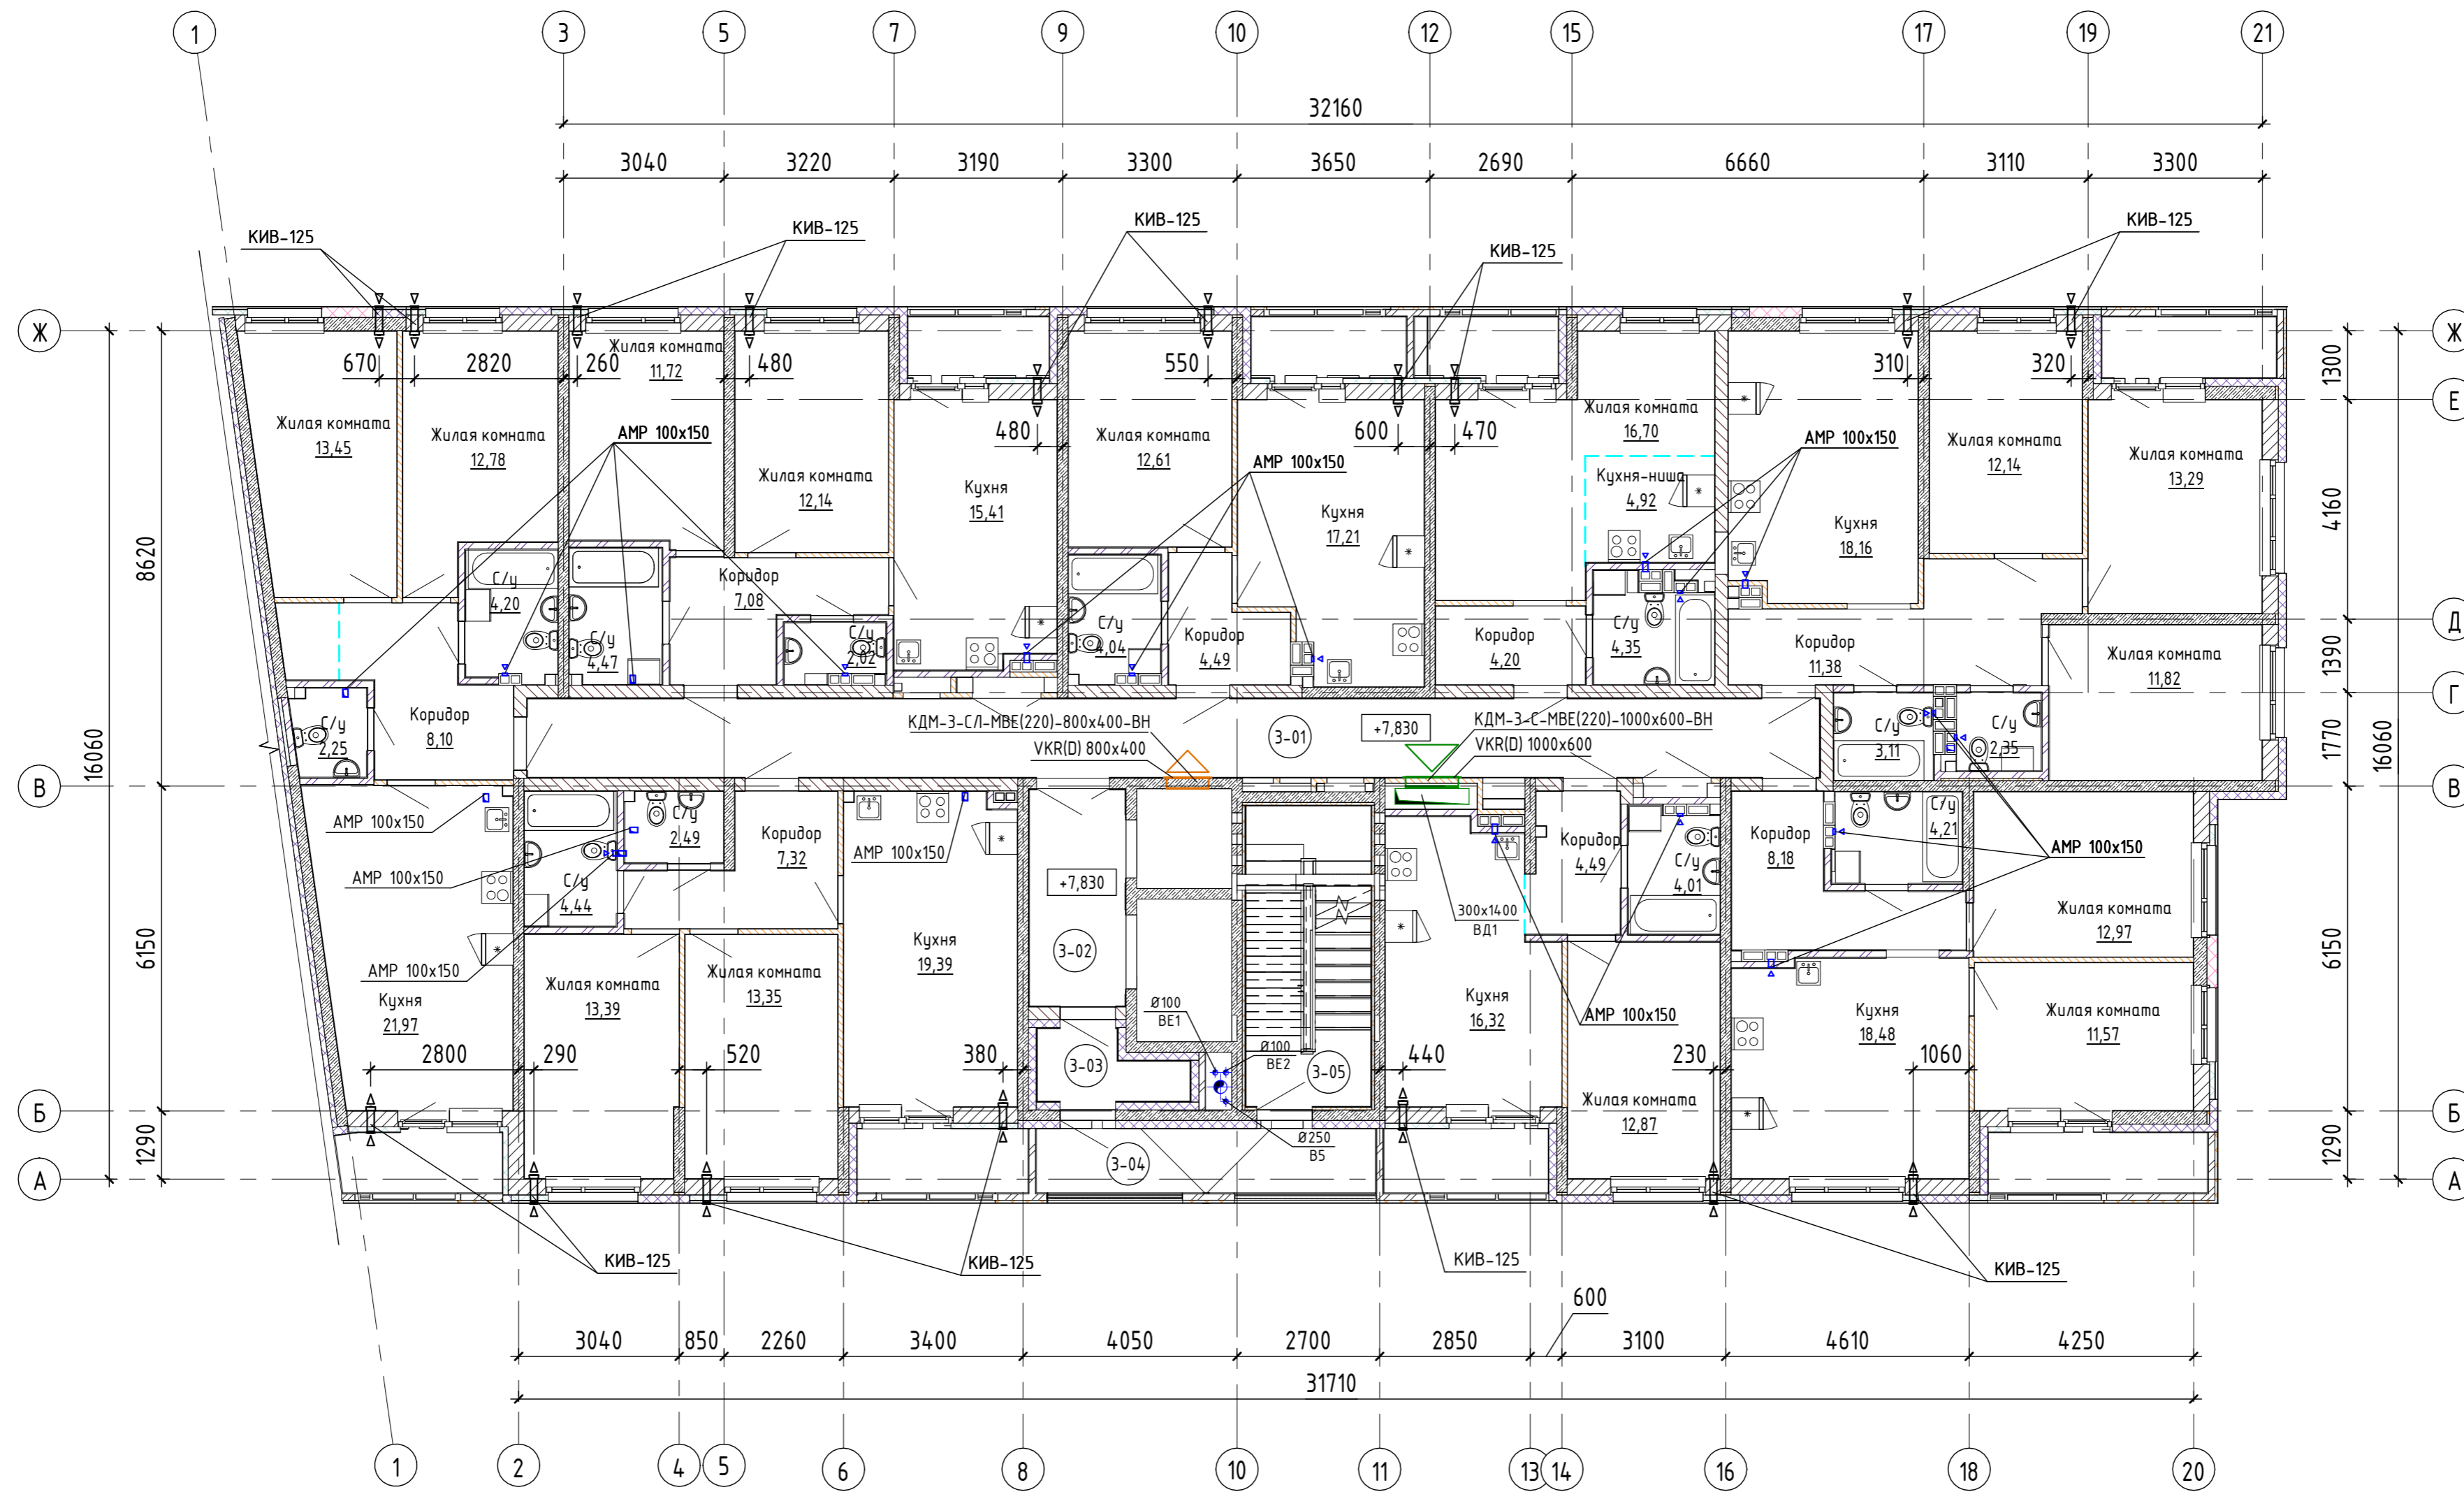 1
3
5
7
9
10
12
15
17
19
21
32160
3040
3220
3190
3300
3650
2690
6660
3110
3300
КИВ-125
КИВ-125
КИВ-125
КИВ-125
КИВ-125
Ж
Ж
670
2820
260
Жилая комната
11,72
480
550
310
320
1300
Е
Жилая комната
13,45
Жилая комната
12,78
АМР 100х150
480
Жилая комната
12,61
600
470
Жилая комната
16,70
АМР 100х150
Жилая комната
12,14
Жилая комната
13,29
Жилая комната
12,14
Кухня
15,41
АМР 100х150
Кухня
17,21
Кухня-ниша
4,92
Кухня
18,16
4160
8620
С/у
4,20
Коридор
7,08
С/у
4,47
С/у
2,02
С/у
4,04
Коридор
4,49
Коридор
4,20
С/у
4,35
Коридор
11,38
Жилая комната
11,82
Д
1390
Г
С/у
2,25
Коридор
8,10
КДМ-3-СЛ-МВЕ(220)-800х400-ВН
VKR(D) 800х400
3-01
+7,830
КДМ-3-С-МВЕ(220)-1000х600-ВН
VKR(D) 1000х600
С/у
3,11
С/у
2,35
1770
16060
16060
В
В
АМР 100х150
С/у
2,49
Коридор
7,32
АМР 100х150
АМР 100х150
С/у
4,44
+7,830
Коридор
4,49
С/у
4,01
Коридор
8,18
С/у
4,21
АМР 100х150
300х1400
ВД1
6150
6150
АМР 100х150
Кухня
21,97
Жилая комната
13,39
Жилая комната
13,35
Кухня
19,39
3-02
Ø100
ВЕ1
Ø100
ВЕ2
Кухня
16,32
АМР 100х150
Жилая комната
12,97
Кухня
18,48
Жилая комната
11,57
2800
290
520
380
3-03
3-05
440
230
1060
Жилая комната
12,87
Б
Б
1290
1290
Ø250
В5
3-04
А
А
КИВ-125
КИВ-125
КИВ-125
КИВ-125
600
3040
850
2260
3400
4050
2700
2850
3100
4610
4250
31710
1
2
4
5
6
8
10
11
13
14
16
18
20